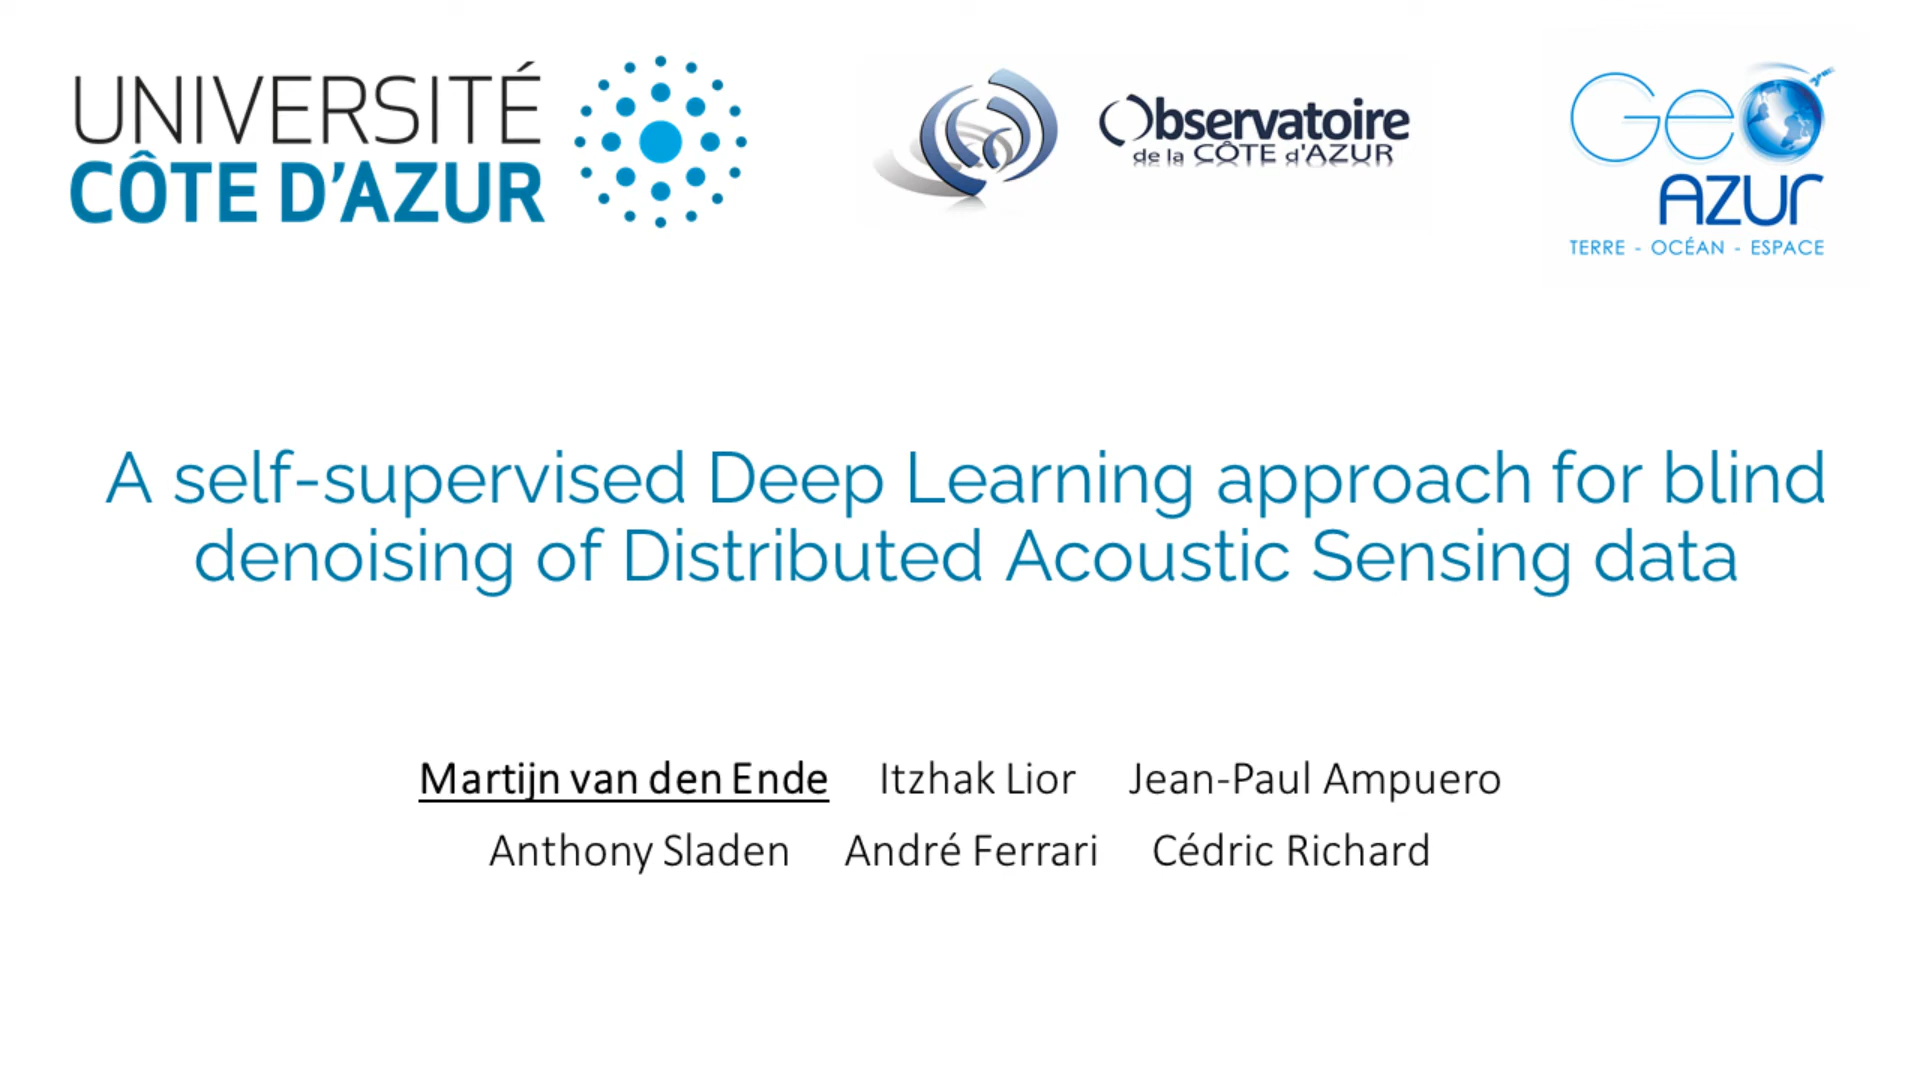 UNIVERSITÉ
CÔTE D'AZUR
Observatoire
de la CÔTE d'AZUR
Geo
AZUr
TERRE - OCÉAN - ESPACE
A self-supervised Deep Learning approach for blind
denoising of Distributed Acoustic Sensing data
Martijn van den Ende Itzhak Lior Jean-Paul Ampuero
Anthony Sladen André Ferrari Cédric Richard